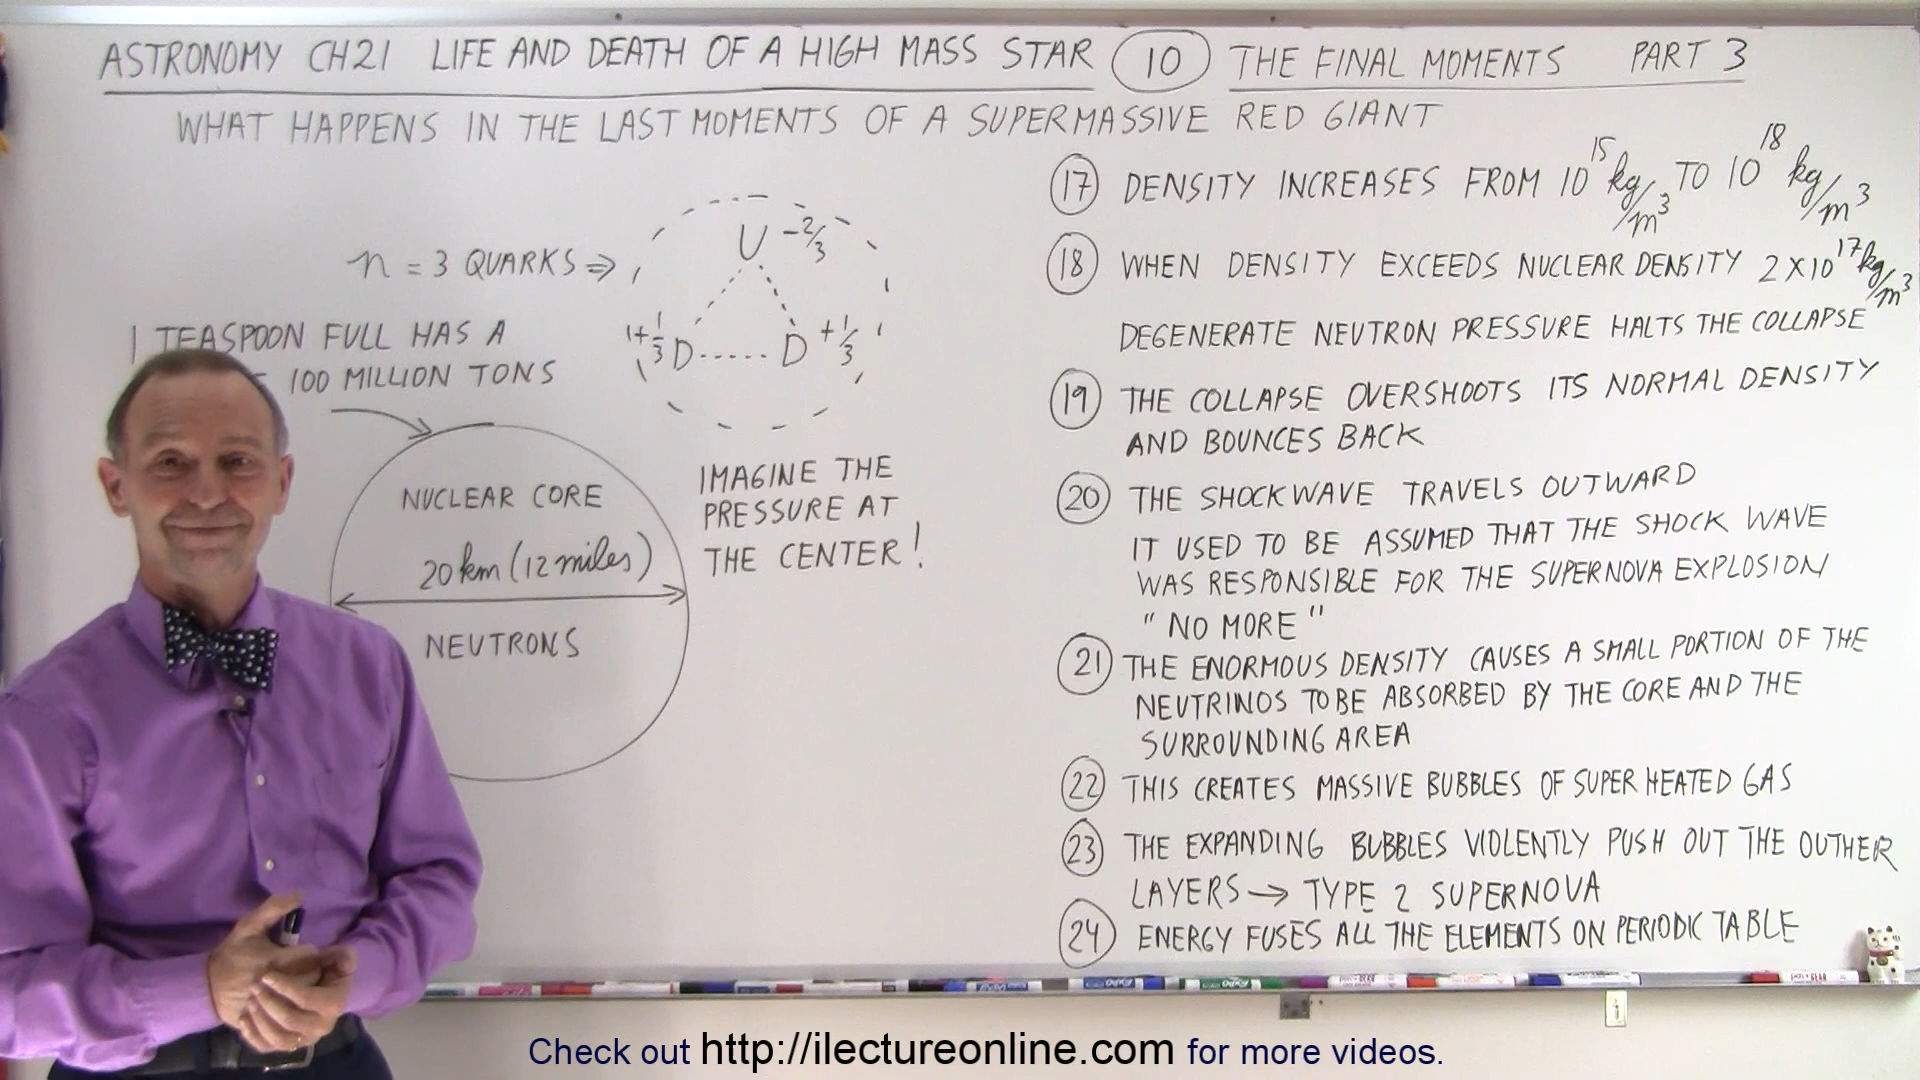 ASTRONOMY CH21 LIFE AND DEATH OF A HIGH MASS STAR 10 THE FINAL MOMENTS PART 3
WHAT HAPPENS IN THE LAST MOMENTS OF A SUPERMASSIVE RED GIANT
n = 3 QUARKS ⇒
U -2/3
+1/3 D ..... D +1/3
1 TEASPOON FULL HAS A
100 MILLION TONS
NUCLEAR CORE
20 km (12 miles)
NEUTRONS
IMAGINE THE
PRESSURE AT
THE CENTER!
17 DENSITY INCREASES FROM 10^15 kg/m^3 TO 10^18 kg/m^3
18 WHEN DENSITY EXCEEDS NUCLEAR DENSITY 2 X 10^17 kg/m^3
DEGENERATE NEUTRON PRESSURE HALTS THE COLLAPSE
19 THE COLLAPSE OVERSHOOTS ITS NORMAL DENSITY
AND BOUNCES BACK
20 THE SHOCKWAVE TRAVELS OUTWARD
IT USED TO BE ASSUMED THAT THE SHOCK WAVE
WAS RESPONSIBLE FOR THE SUPERNOVA EXPLOSION
"NO MORE"
21 THE ENORMOUS DENSITY CAUSES A SMALL PORTION OF THE
NEUTRINOS TO BE ABSORBED BY THE CORE AND THE
SURROUNDING AREA
22 THIS CREATES MASSIVE BUBBLES OF SUPER HEATED GAS
23 THE EXPANDING BUBBLES VIOLENTLY PUSH OUT THE OUTHER
LAYERS → TYPE 2 SUPERNOVA
24 ENERGY FUSES ALL THE ELEMENTS ON PERIODIC TABLE
Check out http://ilectureonline.com for more videos.